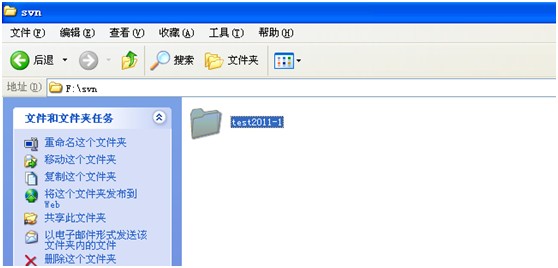 svn
文件(F) 编辑(E) 查看(V) 收藏(A) 工具(T) 帮助(H)
后退 搜索 文件夹
地址(D) F:\svn
文件和文件夹任务
重命名这个文件夹
移动这个文件夹
复制这个文件夹
将这个文件夹发布到
Web
共享此文件夹
以电子邮件形式发送该
文件夹内的文件
删除这个文件夹
test2011-1